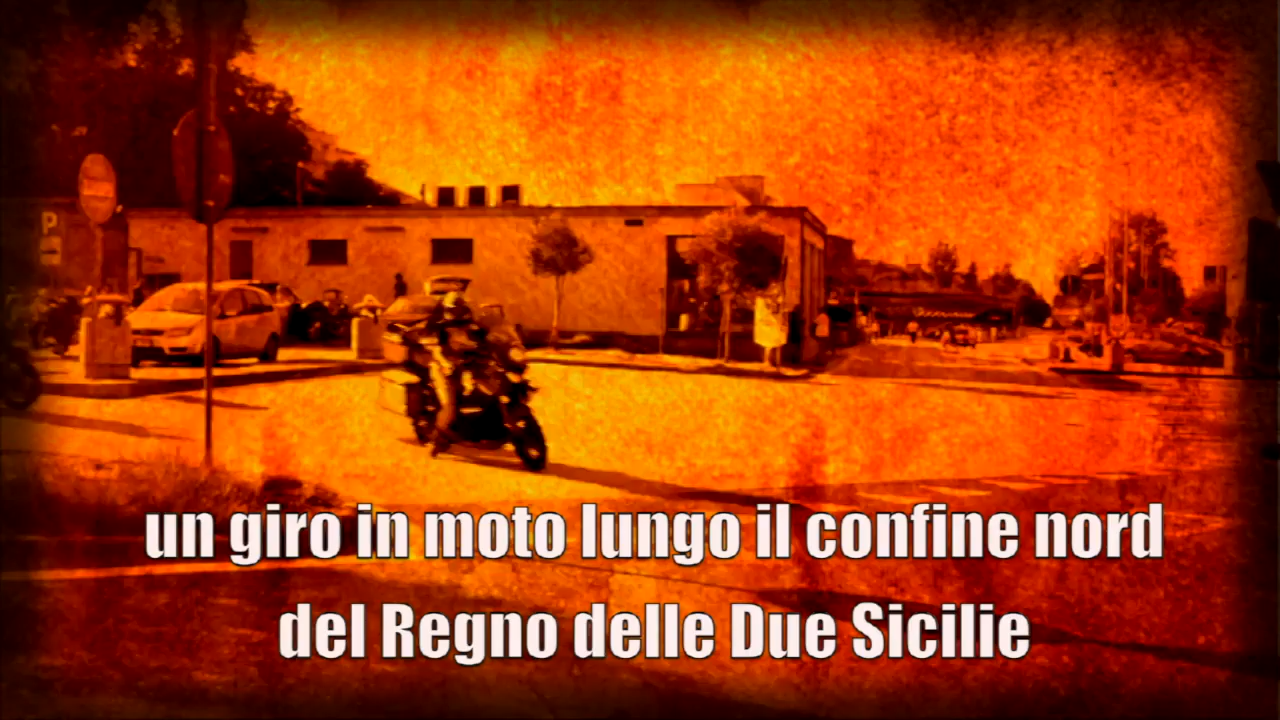 P
un giro in moto lungo il confine nord
del Regno delle Due Sicilie